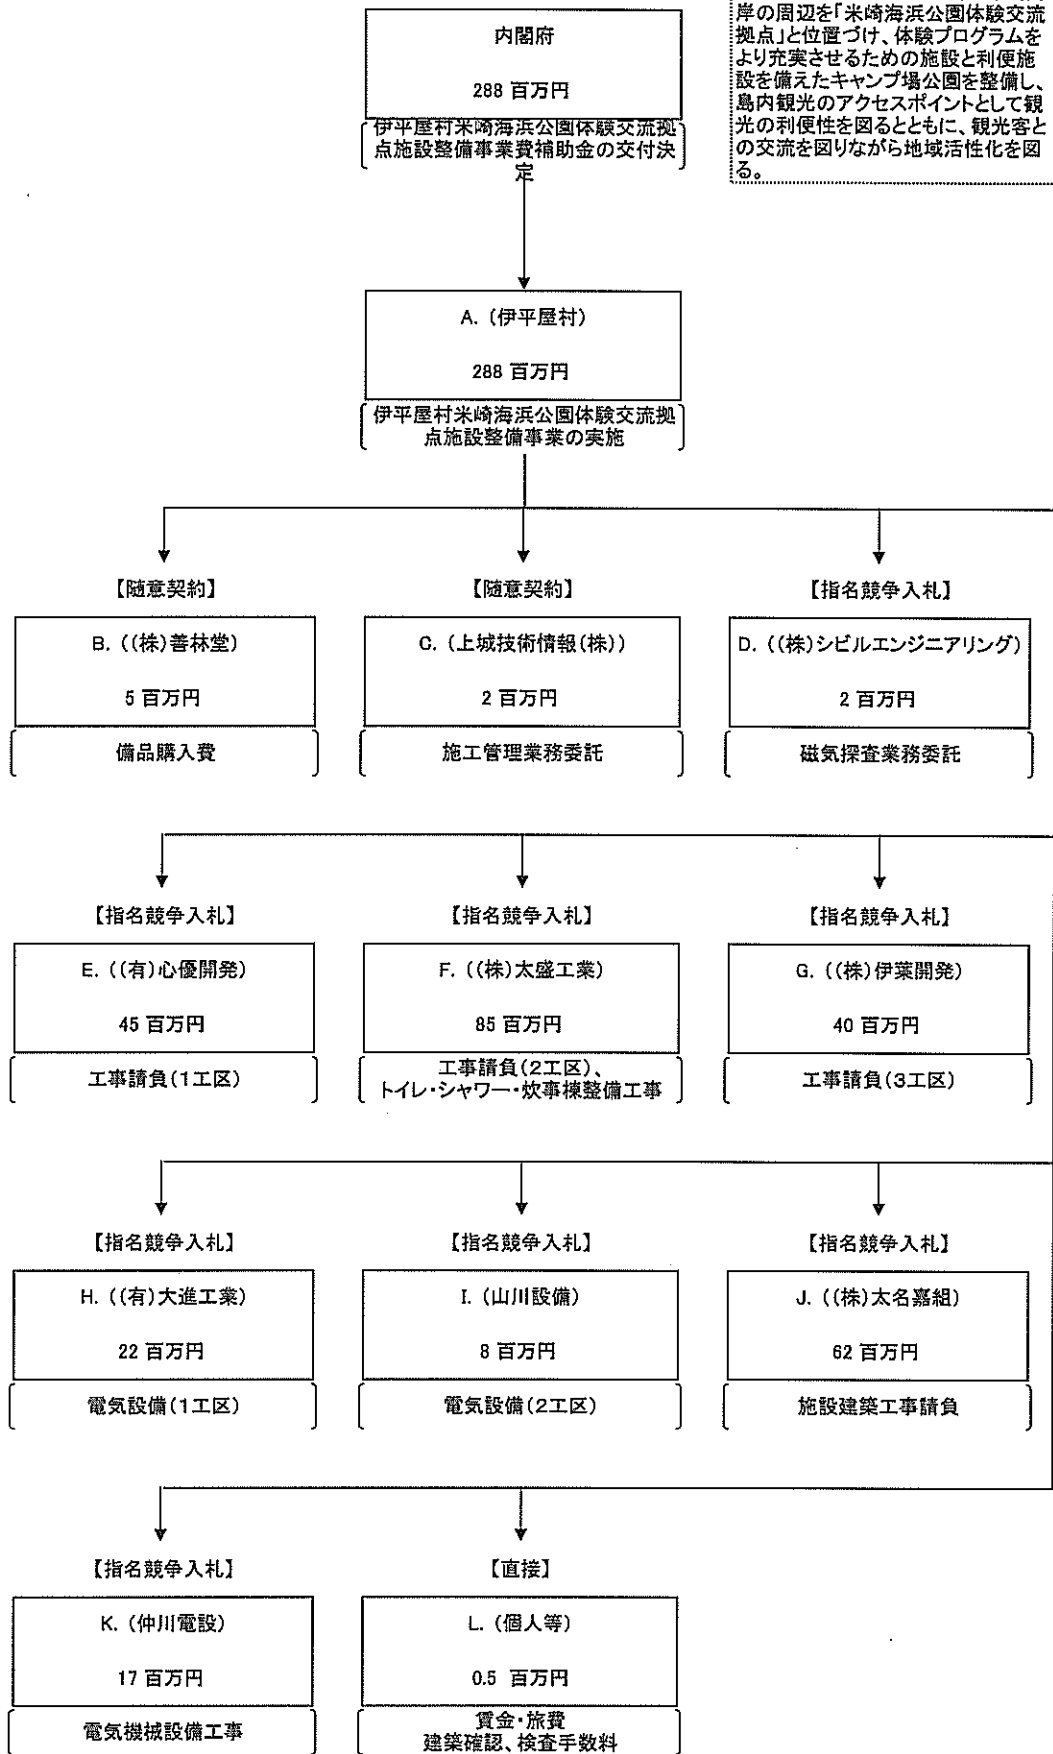 内閣府
288 百万円
伊平屋村米崎海浜公園体験交流拠
点施設整備事業費補助金の交付決
定
岸の周辺を「米崎海浜公園体験交流
拠点」と位置づけ、体験プログラムを
より充実させるための施設と利便施
設を備えたキャンプ場公園を整備し、
島内観光のアクセスポイントとして観
光の利便性を図るとともに、観光客と
の交流を図りながら地域活性化を図
る。
A. (伊平屋村)
288 百万円
伊平屋村米崎海浜公園体験交流拠
点施設整備事業の実施
【随意契約】
B. ((株)善林堂)
5 百万円
備品購入費
【随意契約】
C. (上城技術情報(株))
2 百万円
施工管理業務委託
【指名競争入札】
D. ((株)シビルエンジニアリング)
2 百万円
磁気探査業務委託
【指名競争入札】
E. ((有)心優開発)
45 百万円
工事請負(1工区)
【指名競争入札】
F. ((株)太盛工業)
85 百万円
工事請負(2工区)、
トイレ・シャワー・炊事棟整備工事
【指名競争入札】
G. ((株)伊葉開発)
40 百万円
工事請負(3工区)
【指名競争入札】
H. ((有)大進工業)
22 百万円
電気設備(1工区)
【指名競争入札】
I. (山川設備)
8 百万円
電気設備(2工区)
【指名競争入札】
J. ((株)太名嘉組)
62 百万円
施設建築工事請負
【指名競争入札】
K. (仲川電設)
17 百万円
電気機械設備工事
【直接】
L. (個人等)
0.5 百万円
賃金・旅費
建築確認、検査手数料